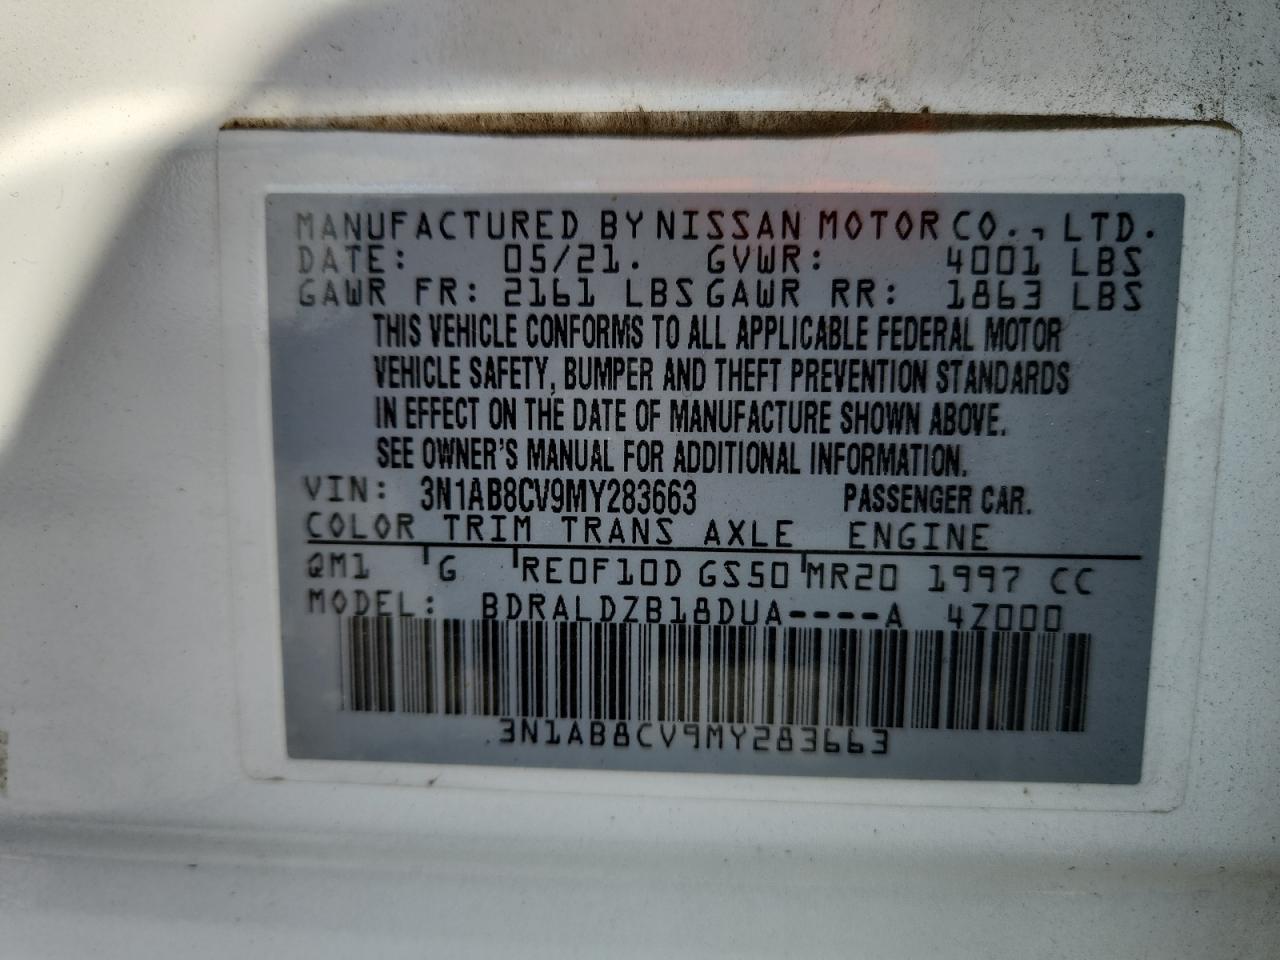 MANUFACTURED BY NISSAN MOTOR CO., LTD.
DATE: 05/21. GVWR: 4001 LBS
GAWR FR: 2161 LBS GAWR RR: 1863 LBS
THIS VEHICLE CONFORMS TO ALL APPLICABLE FEDERAL MOTOR
VEHICLE SAFETY, BUMPER AND THEFT PREVENTION STANDARDS
IN EFFECT ON THE DATE OF MANUFACTURE SHOWN ABOVE.
SEE OWNER'S MANUAL FOR ADDITIONAL INFORMATION.
VIN: 3N1AB8CV9MY283663 PASSENGER CAR.
COLOR TRIM TRANS AXLE ENGINE
QM1 G RE0F10D GS50 MR20 1997 CC
MODEL: BDRALDZB18DUA----A 4Z000
3N1AB8CV9MY283663